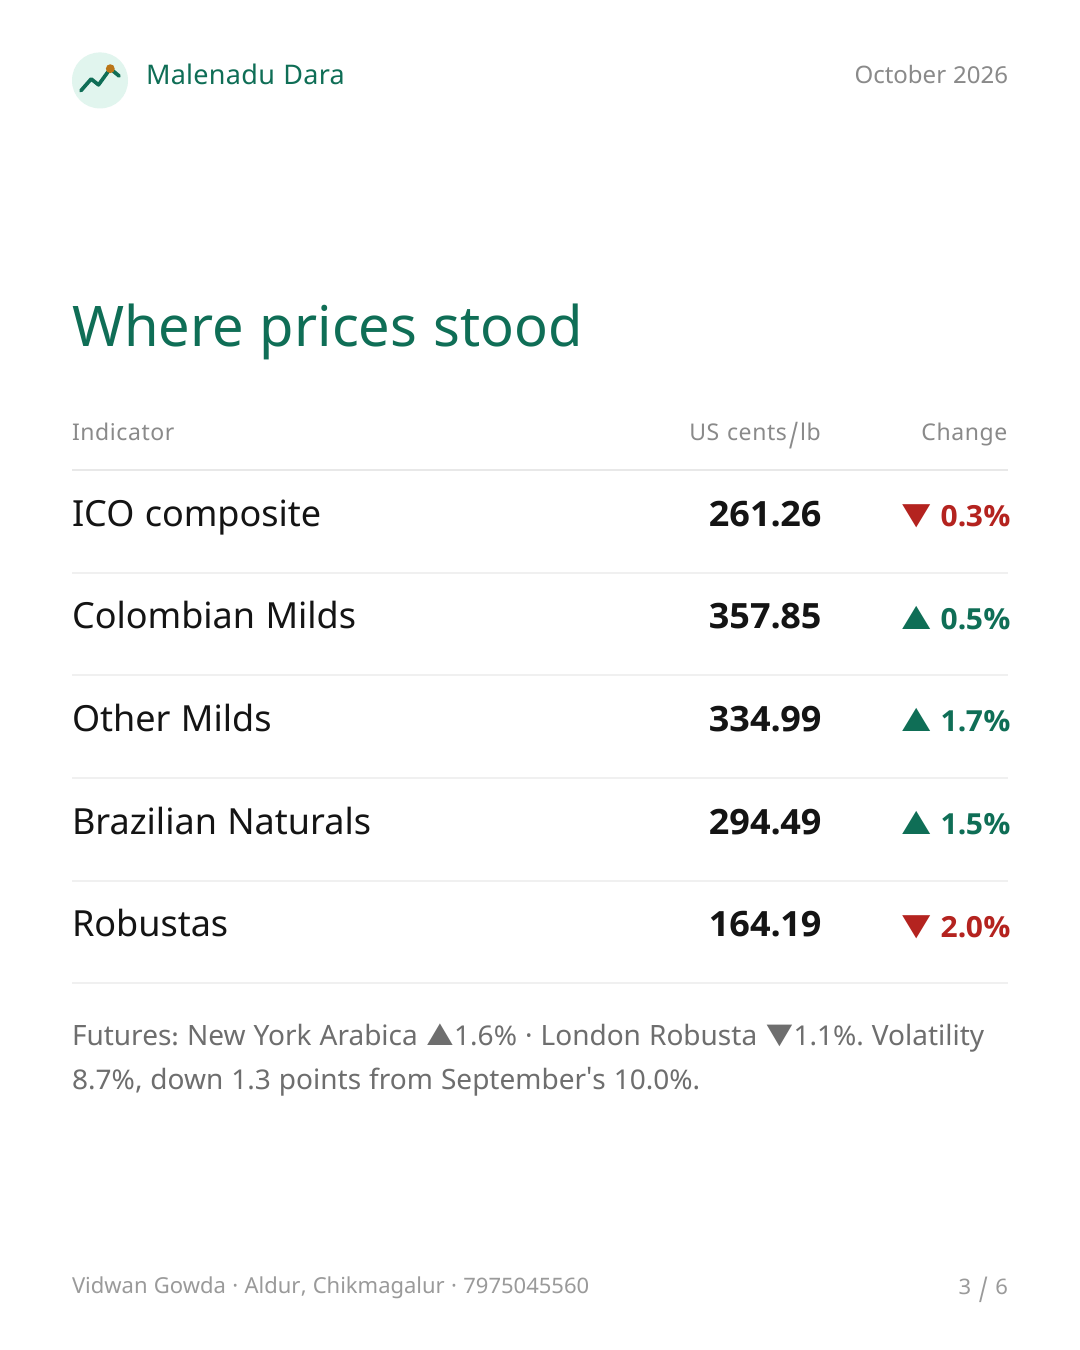 Malenadu Dara
October 2026
Where prices stood
Indicator US cents/lb Change
ICO composite 261.26 ▼ 0.3%
Colombian Milds 357.85 ▲ 0.5%
Other Milds 334.99 ▲ 1.7%
Brazilian Naturals 294.49 ▲ 1.5%
Robustas 164.19 ▼ 2.0%
Futures: New York Arabica ▲1.6% · London Robusta ▼1.1%. Volatility
8.7%, down 1.3 points from September's 10.0%.
Vidwan Gowda · Aldur, Chikmagalur · 7975045560
3 / 6